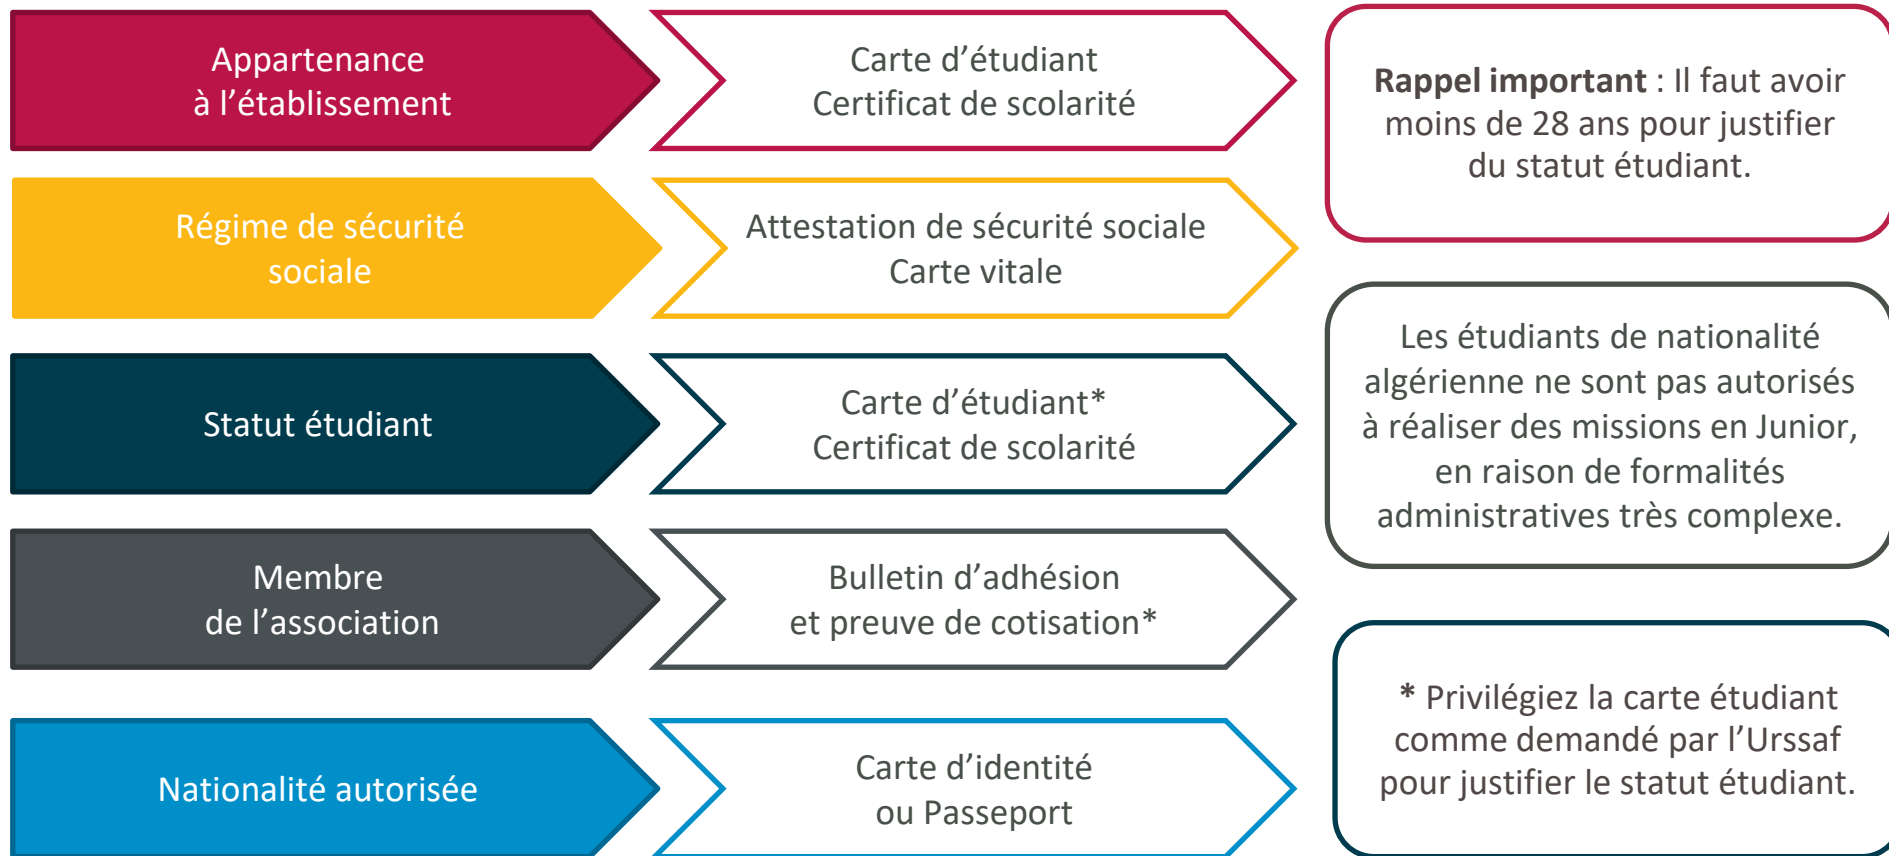 Appartenance
à l'établissement
Carte d'étudiant
Certificat de scolarité
Régime de sécurité
sociale
Attestation de sécurité sociale
Carte vitale
Statut étudiant
Carte d'étudiant*
Certificat de scolarité
Membre
de l'association
Bulletin d'adhésion
et preuve de cotisation*
Nationalité autorisée
Carte d'identité
ou Passeport
Rappel important : Il faut avoir
moins de 28 ans pour justifier
du statut étudiant.
Les étudiants de nationalité
algérienne ne sont pas autorisés
à réaliser des missions en Junior,
en raison de formalités
administratives très complexe.
* Privilégiez la carte étudiant
comme demandé par l'Urssaf
pour justifier le statut étudiant.